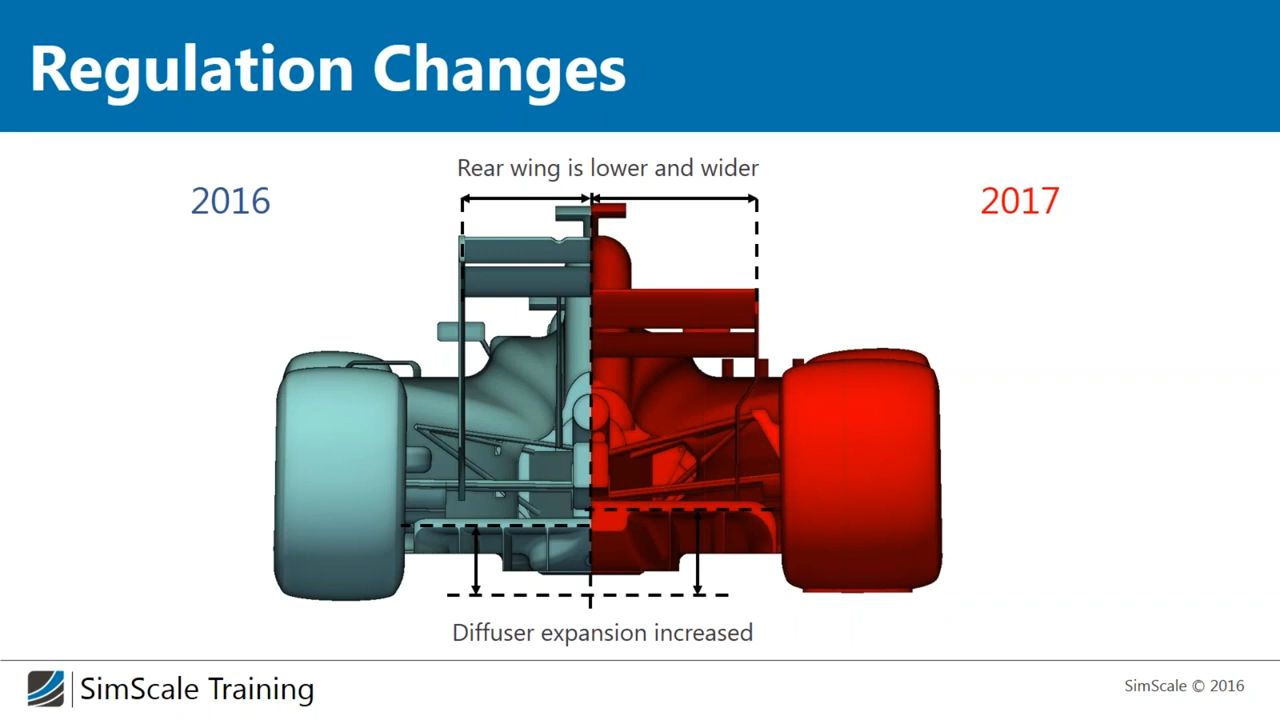 Regulation Changes
Rear wing is lower and wider
2016
2017
Diffuser expansion increased
SimScale Training
SimScale © 2016